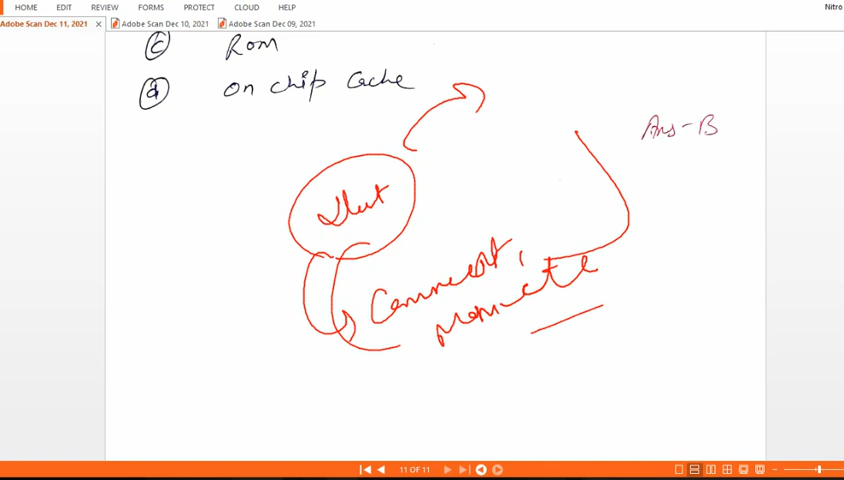 HOME EDIT REVIEW FORMS PROTECT CLOUD HELP
Nitro
Adobe Scan Dec 11, 2021 × Adobe Scan Dec 10, 2021 Adobe Scan Dec 09, 2021
(c) Rom
(d) on chip Cache
Ans - B
Connect,
11 OF 11